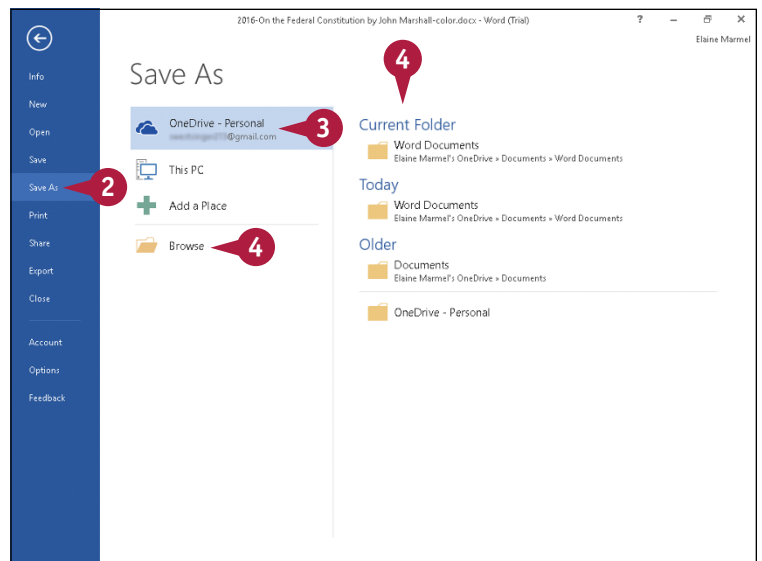 2016-On the Federal Constitution by John Marshall-color.docx - Word (Trial)
?
Elaine Marmel
Info
New
Open
Save
Save As
Print
Share
Export
Close
Account
Options
Feedback
Save As
OneDrive - Personal
@gmail.com
This PC
Add a Place
Browse
2
3
4
4
Current Folder
Word Documents
Elaine Marmel's OneDrive » Documents » Word Documents
Today
Word Documents
Elaine Marmel's OneDrive » Documents » Word Documents
Older
Documents
Elaine Marmel's OneDrive » Documents
OneDrive - Personal